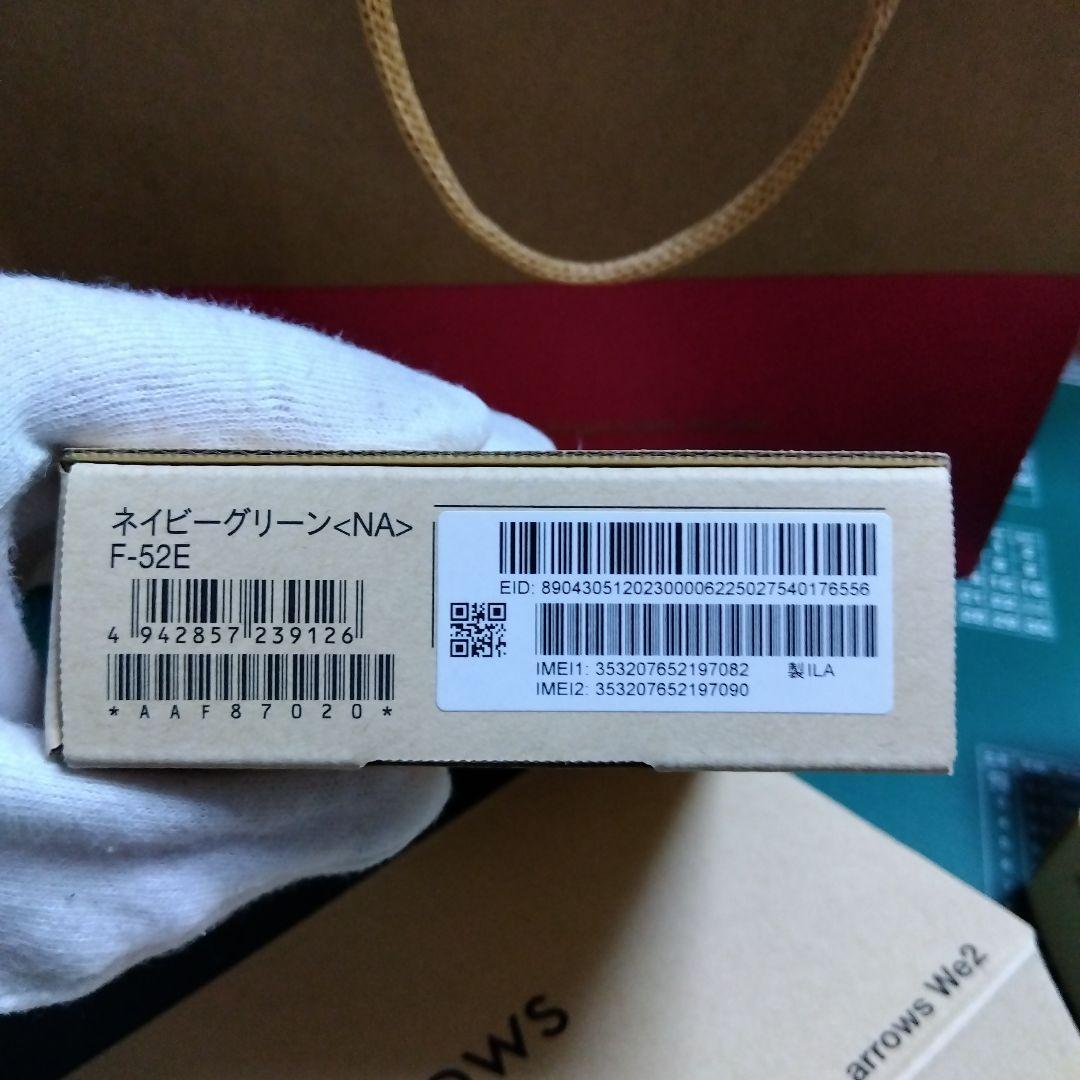 ネイビーグリーン<NA>
F-52E
4 942857 239126
*AAF87020*
EID: 89043051202300006225027540176556
IMEI1: 353207652197082 製ILA
IMEI2: 353207652197090
ows
arrows We2